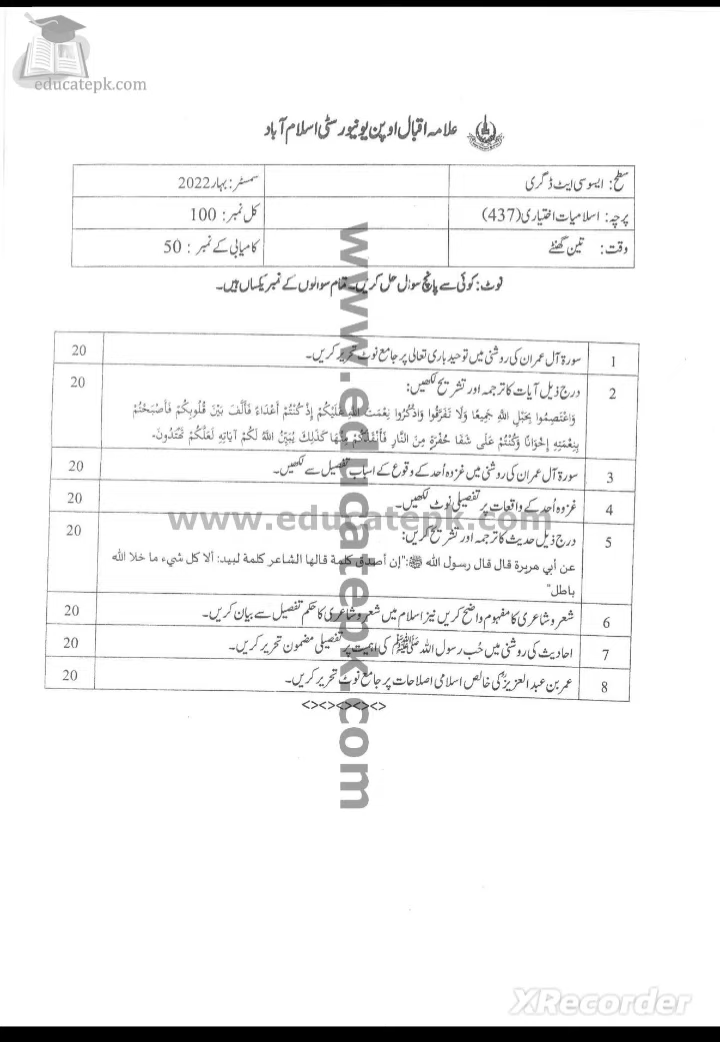 educatepk.com
علامہ اقبال اوپن یونیورسٹی اسلام آباد
سطح: ایسوسی ایٹ ڈگری سمسٹر: بہار 2022
پرچہ: اسلامیات اختیاری (437) کل نمبر: 100
وقت: تین گھنٹے کامیابی کے نمبر: 50
نوٹ: کوئی سے پانچ سوال حل کریں۔ تمام سوالوں کے نمبر یکساں ہیں۔
1 سورۃ آل عمران کی روشنی میں توحید باری تعالی پر جامع نوٹ تحریر کریں۔ 20
2 درج ذیل آیات کا ترجمہ اور تشریح لکھیں: 20
وَاعْتَصِمُوا بِحَبْلِ اللَّهِ جَمِيعًا وَلَا تَفَرَّقُوا وَاذْكُرُوا نِعْمَتَ اللَّهِ عَلَيْكُمْ إِذْ كُنْتُمْ أَعْدَاءً فَأَلَّفَ بَيْنَ قُلُوبِكُمْ فَأَصْبَحْتُمْ
بِنِعْمَتِهِ إِخْوَانًا وَكُنْتُمْ عَلَى شَفَا حُفْرَةٍ مِنَ النَّارِ فَأَنْقَذَكُمْ مِنْهَا كَذَلِكَ يُبَيِّنُ اللَّهُ لَكُمْ آيَاتِهِ لَعَلَّكُمْ تَهْتَدُونَ۔
3 سورۃ آل عمران کی روشنی میں غزوہ اُحد کے وقوع کے اسباب تفصیل سے لکھیں۔ 20
4 غزوہ اُحد کے واقعات پر تفصیلی نوٹ لکھیں۔ 20
5 درج ذیل حدیث کا ترجمہ اور تشریح کریں: 20
عن أبي هريرة قال قال رسول الله ﷺ:"إن أصدق كلمة قالها الشاعر كلمة لبيد: ألا كل شيء ما خلا الله
باطل"
6 شعر و شاعری کا مفہوم واضح کریں نیز اسلام میں شعر و شاعری کا حکم تفصیل سے بیان کریں۔ 20
7 احادیث کی روشنی میں حُب رسول اللہ ﷺ کی اہمیت پر تفصیلی مضمون تحریر کریں۔ 20
8 عمر بن عبد العزیزؒ کی خالص اسلامی اصلاحات پر جامع نوٹ تحریر کریں۔ 20
<><><><><>
www.educatepk.com
www.educatepk.com
XRecorder